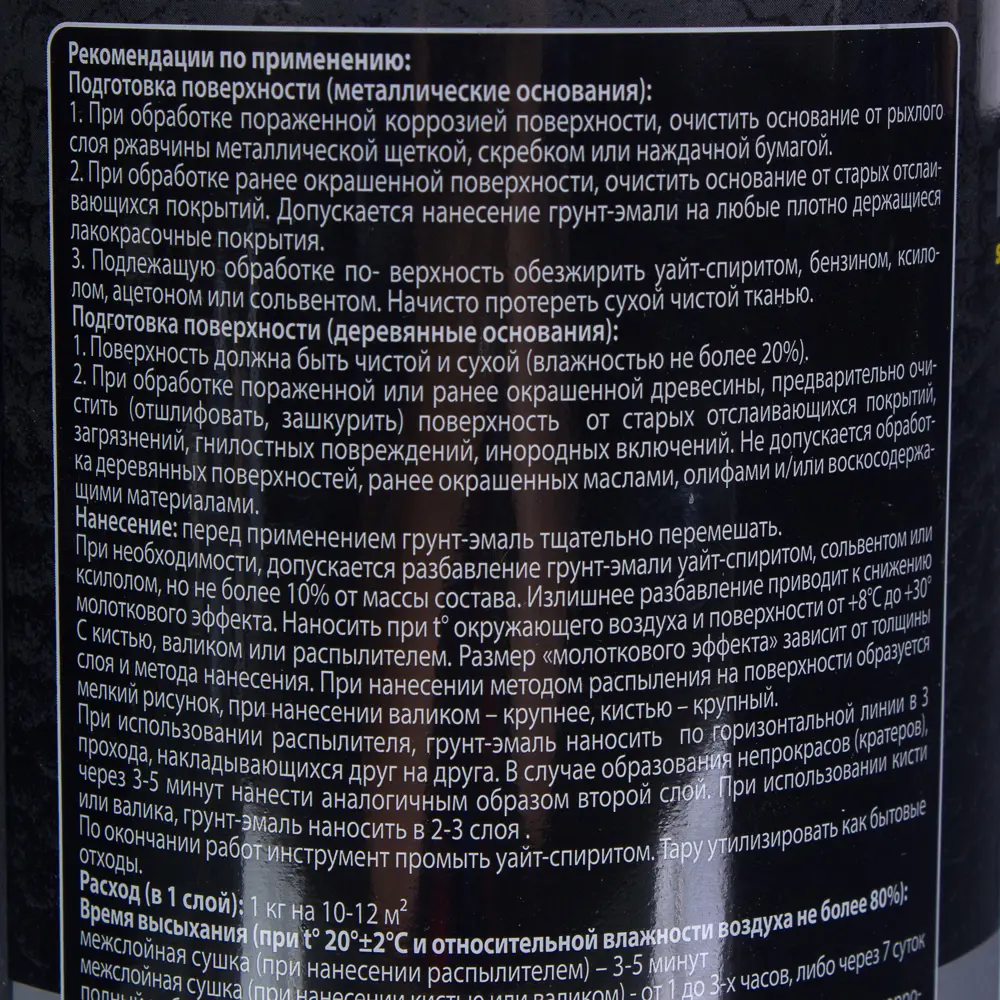 Рекомендации по применению:
Подготовка поверхности (металлические основания):
1. При обработке пораженной коррозией поверхности, очистить основание от рыхлого
слоя ржавчины металлической щеткой, скребком или наждачной бумагой.
2. При обработке ранее окрашенной поверхности, очистить основание от старых отслаи-
вающихся покрытий. Допускается нанесение грунт-эмали на любые плотно держащиеся
лакокрасочные покрытия.
3. Подлежащую обработке по- верхность обезжирить уайт-спиритом, бензином, ксило-
лом, ацетоном или сольвентом. Начисто протереть сухой чистой тканью.
Подготовка поверхности (деревянные основания):
1. Поверхность должна быть чистой и сухой (влажностью не более 20%).
2. При обработке пораженной или ранее окрашенной древесины, предварительно очи-
стить (отшлифовать, зашкурить) поверхность от старых отслаивающихся покрытий,
загрязнений, гнилостных повреждений, инородных включений. Не допускается обработ-
ка деревянных поверхностей, ранее окрашенных маслами, олифами и/или воскосодержа-
щими материалами.
Нанесение: перед применением грунт-эмаль тщательно перемешать.
При необходимости, допускается разбавление грунт-эмали уайт-спиритом, сольвентом или
ксилолом, но не более 10% от массы состава. Излишнее разбавление приводит к снижению
молоткового эффекта. Наносить при t° окружающего воздуха и поверхности от +8°С до +30°
С кистью, валиком или распылителем. Размер «молоткового эффекта» зависит от толщины
слоя и метода нанесения. При нанесении методом распыления на поверхности образуется
мелкий рисунок, при нанесении валиком – крупнее, кистью – крупный.
При использовании распылителя, грунт-эмаль наносить по горизонтальной линии в 3
прохода, накладывающихся друг на друга. В случае образования непрокрасов (кратеров),
через 3-5 минут нанести аналогичным образом второй слой. При использовании кисти
или валика, грунт-эмаль наносить в 2-3 слоя .
По окончании работ инструмент промыть уайт-спиритом. Тару утилизировать как бытовые
отходы.
Расход (в 1 слой): 1 кг на 10-12 м²
Время высыхания (при t° 20°±2°С и относительной влажности воздуха не более 80%):
межслойная сушка (при нанесении распылителем) – 3-5 минут
межслойная сушка (при нанесении кистью или валиком) - от 1 до 3-х часов, либо через 7 суток